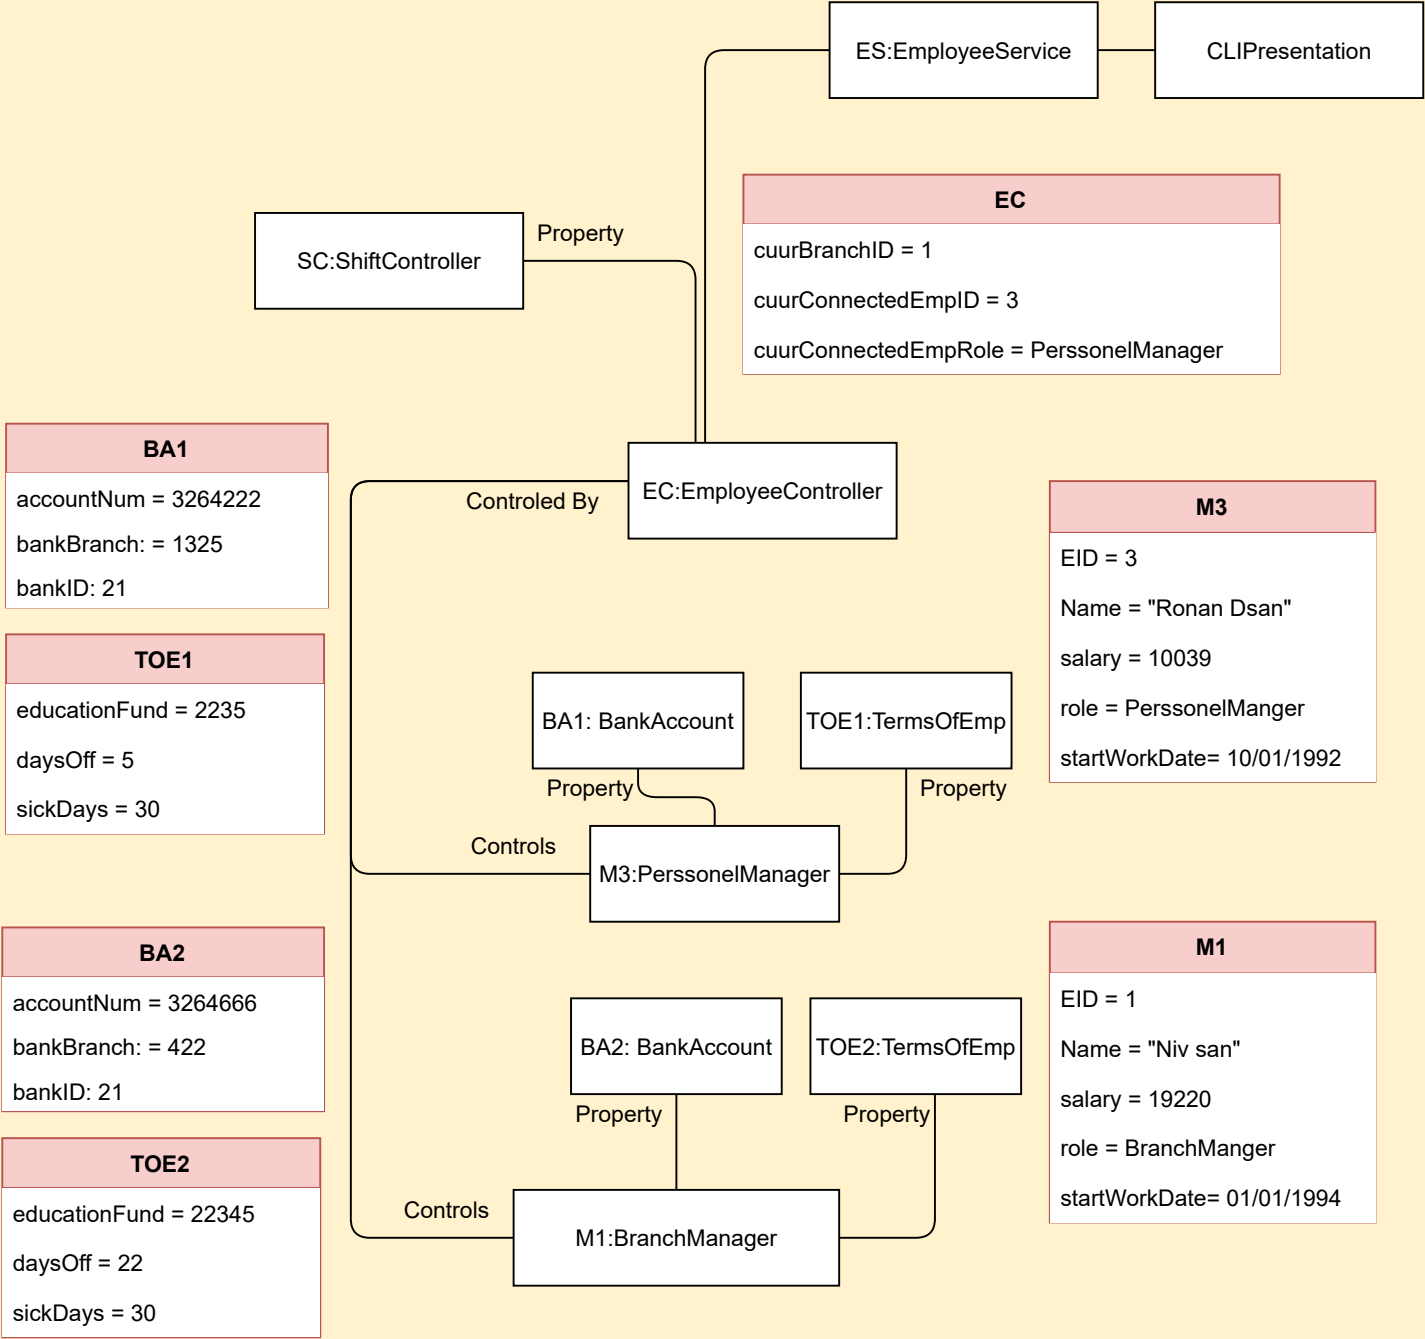 ES:EmployeeService
CLIPresentation
EC
cuurBranchID = 1
cuurConnectedEmpID = 3
cuurConnectedEmpRole = PerssonelManager
SC:ShiftController
Property
BA1
accountNum = 3264222
bankBranch: = 1325
bankID: 21
Controled By
EC:EmployeeController
M3
EID = 3
Name = "Ronan Dsan"
salary = 10039
role = PerssonelManger
startWorkDate= 10/01/1992
TOE1
educationFund = 2235
daysOff = 5
sickDays = 30
BA1: BankAccount
TOE1:TermsOfEmp
Property
Property
Controls
M3:PerssonelManager
BA2
accountNum = 3264666
bankBranch: = 422
bankID: 21
M1
EID = 1
Name = "Niv san"
salary = 19220
role = BranchManger
startWorkDate= 01/01/1994
BA2: BankAccount
TOE2:TermsOfEmp
Property
Property
TOE2
educationFund = 22345
daysOff = 22
sickDays = 30
Controls
M1:BranchManager